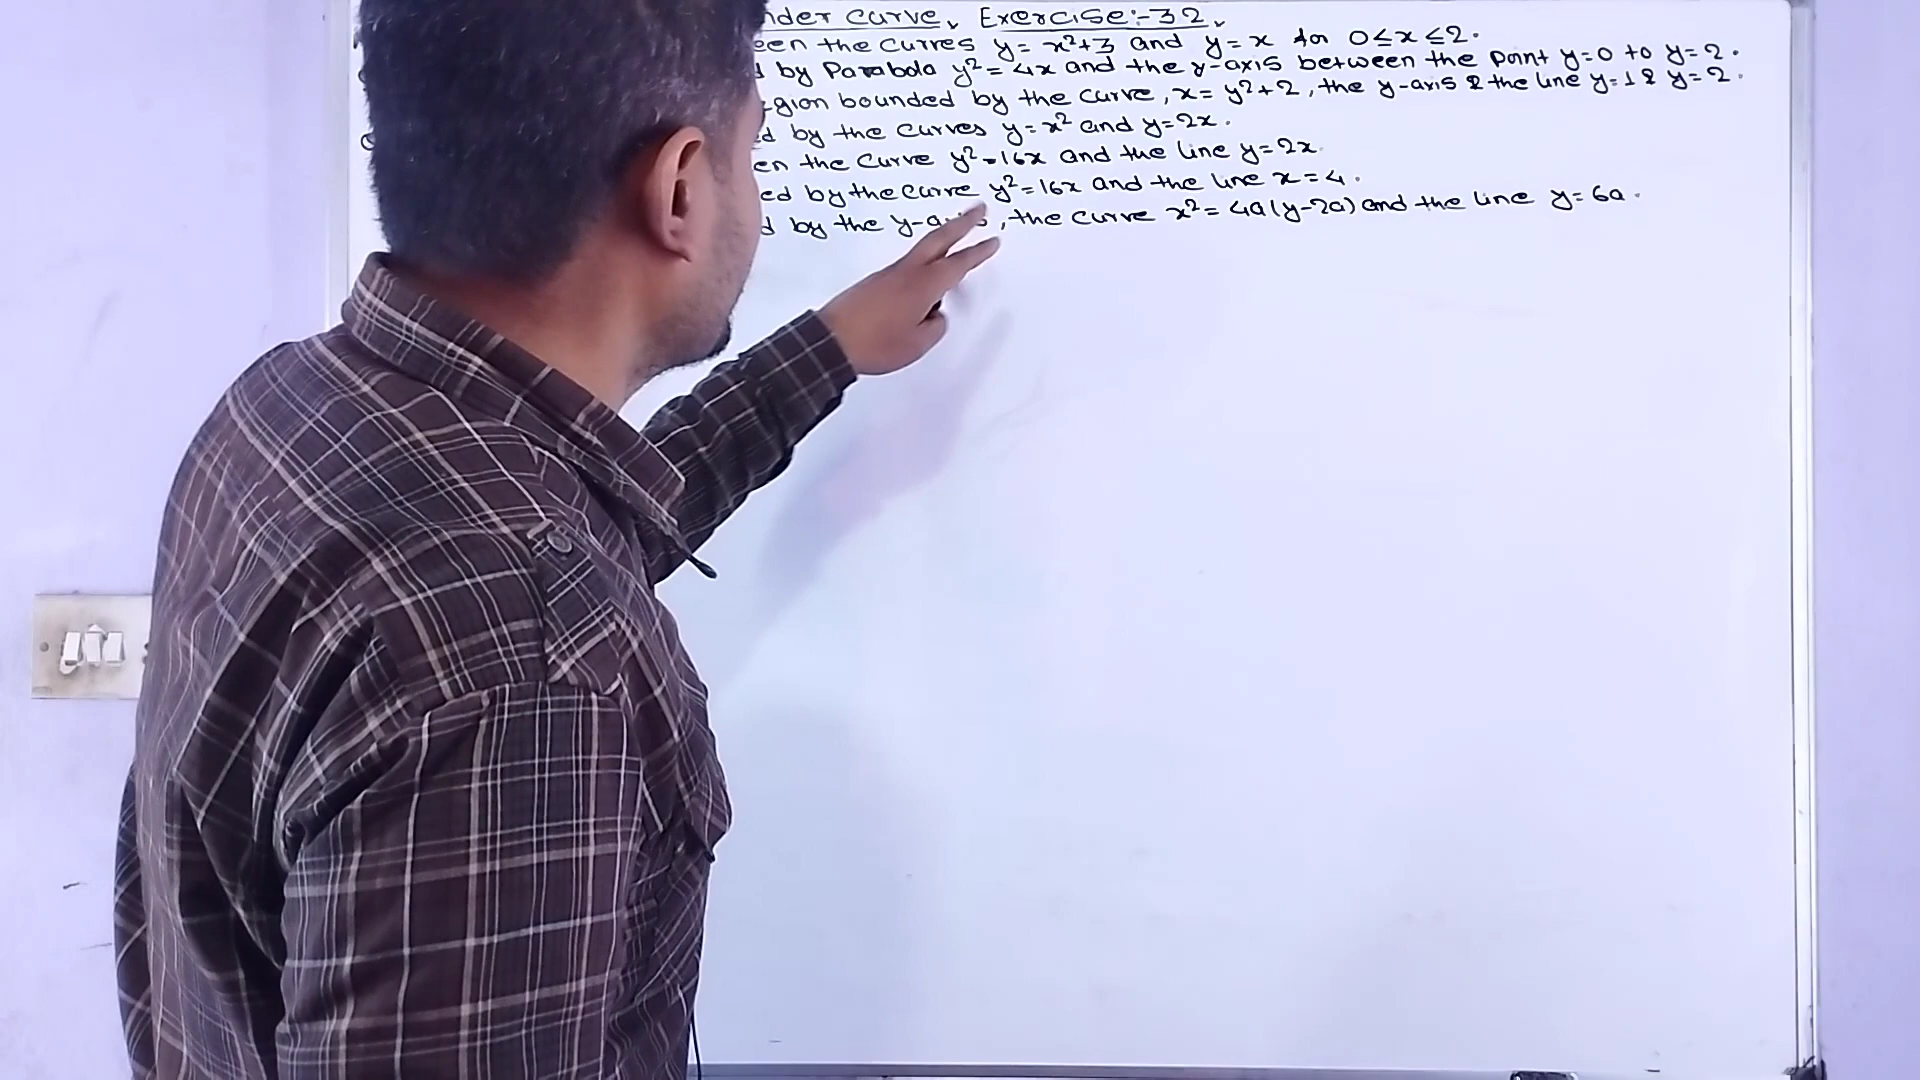 nder curve, Exercise:-32,
een the curves y= x²+3 and y=x for 0≤x≤2.
d by Parabola y²=4x and the y-axis between the point y=0 to y=2.
gion bounded by the curve, x= y²+2, the y-axis & the line y=1 & y=2.
ed by the curves y=x² and y=2x.
en the curve y²=16x and the line y=2x.
ed by the curve y²=16x and the line x=4.
d by the y-axis, the curve x²= 4a(y-2a) and the line y=6a.